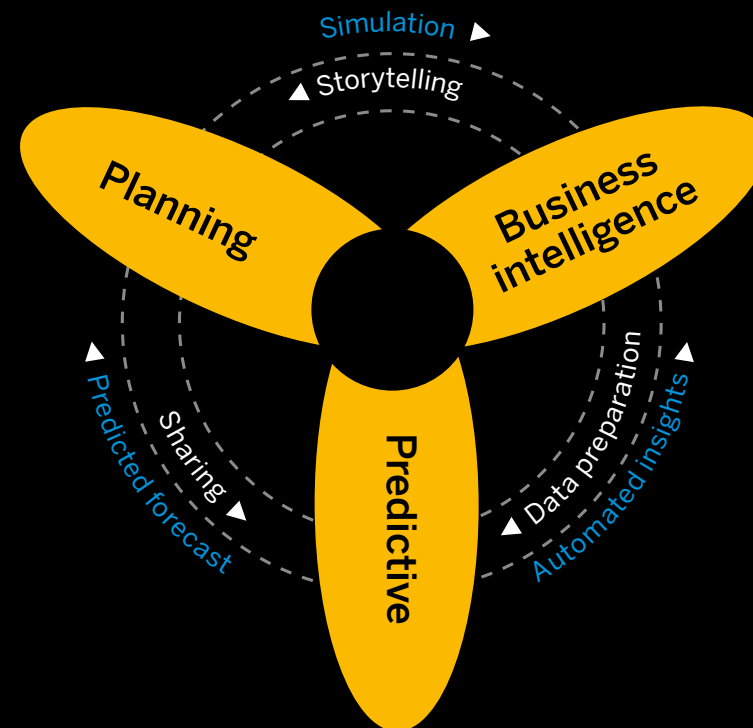 Simulation
Storytelling
Planning
Business
intelligence
Predicted forecast
Sharing
Predictive
Data preparation
Automated insights